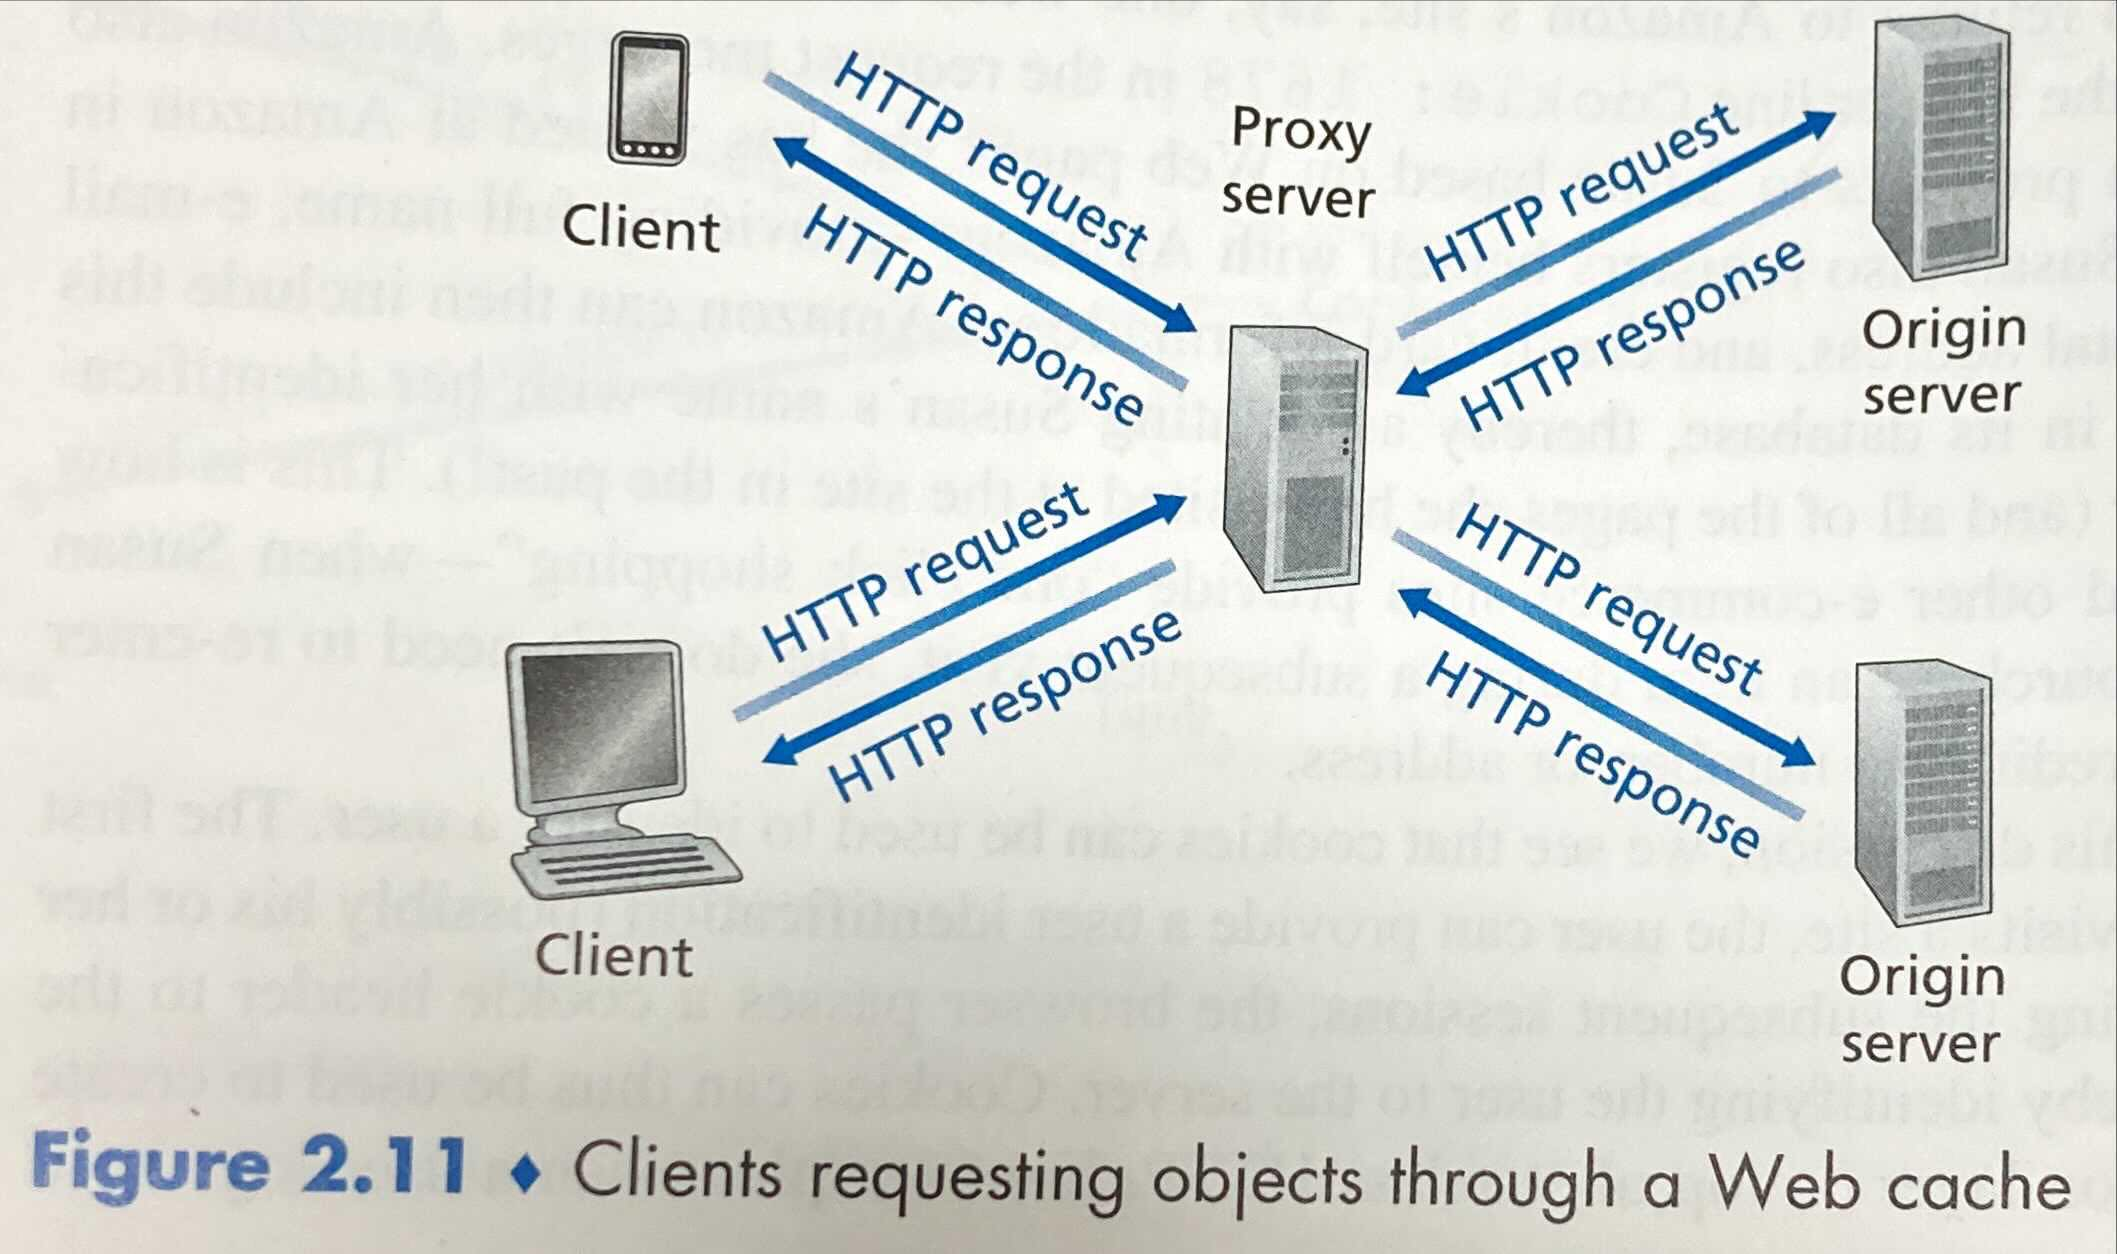 HTTP request
HTTP response
Client
Proxy
server
HTTP request
HTTP response
Origin
server
HTTP request
HTTP response
Client
HTTP request
HTTP response
Origin
server
Figure 2.11 ♦ Clients requesting objects through a Web cache